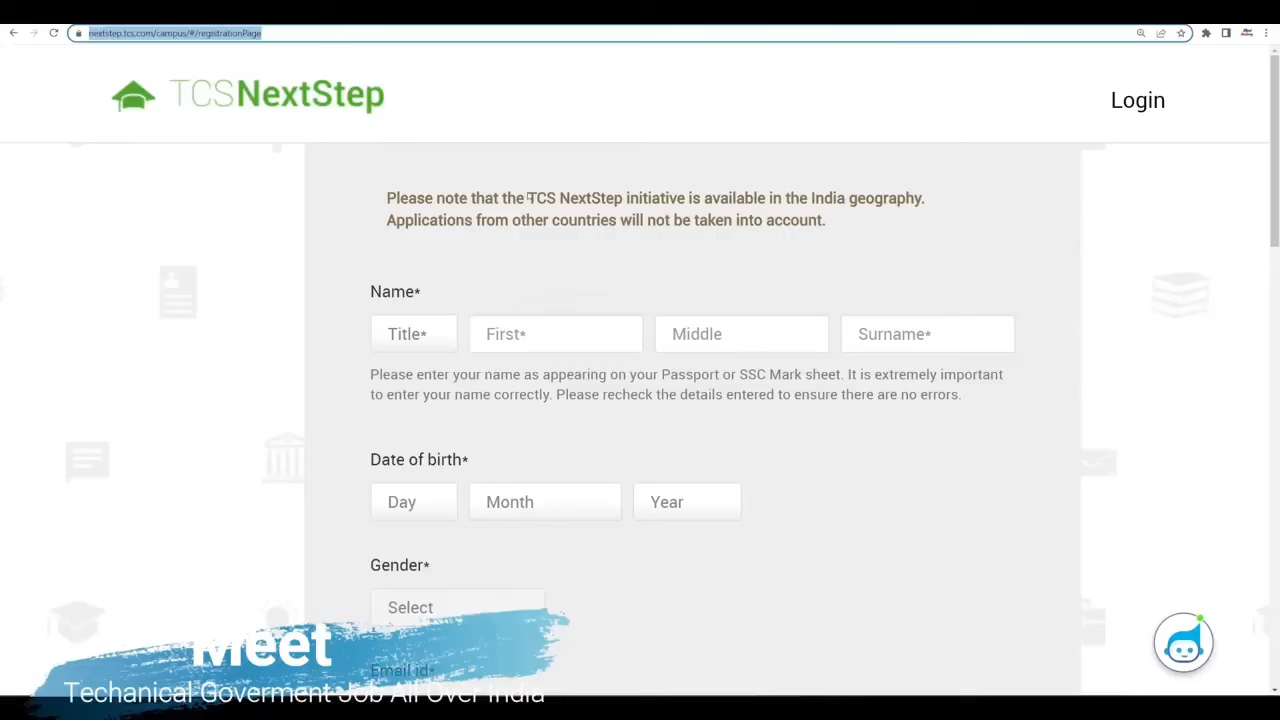 nextstep.tcs.com/campus/#/registrationPage
TCSNextStep
Login
Please note that the TCS NextStep initiative is available in the India geography.
Applications from other countries will not be taken into account.
Name*
Title* First* Middle Surname*
Please enter your name as appearing on your Passport or SSC Mark sheet. It is extremely important
to enter your name correctly. Please recheck the details entered to ensure there are no errors.
Date of birth*
Day Month Year
Gender*
Select
Meet
Email id*
Techanical Goverment Job All Over India